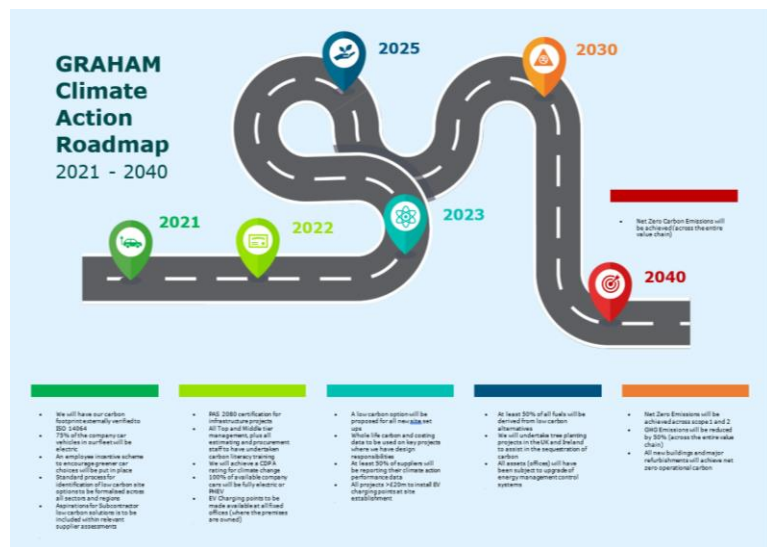 GRAHAM
Climate
Action
Roadmap
2021 - 2040
2025
2030
2021
2022
2023
2040
• Net Zero Carbon Emissions will
be achieved (across the entire
value chain)
• We will have our carbon
footprint externally verified to
ISO 14064
• 75% of the company car
vehicles in our fleet will be
electric
• An employee incentive scheme
to encourage greener car
choices will be put in place
• Standard process for
identification of low carbon site
options to be formalised across
all sectors and regions
• Aspirations for Subcontractor
low carbon solutions is to be
included within relevant
supplier assessments
• PAS 2080 certification for
infrastructure projects
• All Top and Middle tier
management, plus all
estimating and procurement
staff to have undertaken
carbon literacy training
• We will achieve a CDP A
rating for climate change
• 100% of available company
cars will be fully electric or
PHEV
• EV Charging points to be
made available at all fixed
offices (where the premises
are owned)
• A low carbon option will be
proposed for all new site set
ups
• Whole life carbon and costing
data to be used on key projects
where we have design
responsibilities
• At least 50% of suppliers will
be reporting their climate action
performance data
• All projects >£20m to install EV
charging points at site
establishment
• At least 50% of all fuels will be
derived from low carbon
alternatives
• We will undertake tree planting
projects in the UK and Ireland
to assist in the sequestration of
carbon
• All assets (offices) will have
been subject to upgrade of
energy management control
systems
• Net Zero Emissions will be
achieved across scope 1 and 2
• GHG Emissions will be reduced
by 50% (across the entire value
chain)
• All new buildings and major
refurbishments will achieve net
zero operational carbon